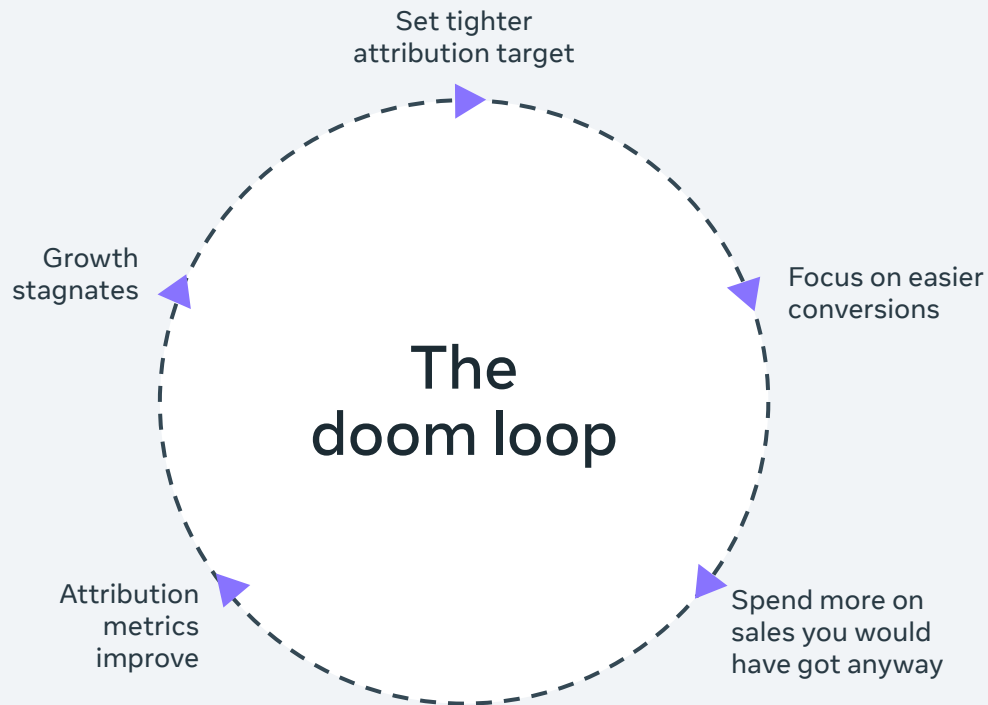 Set tighter
attribution target
Focus on easier
conversions
Spend more on
sales you would
have got anyway
Attribution
metrics
improve
Growth
stagnates
The
doom loop